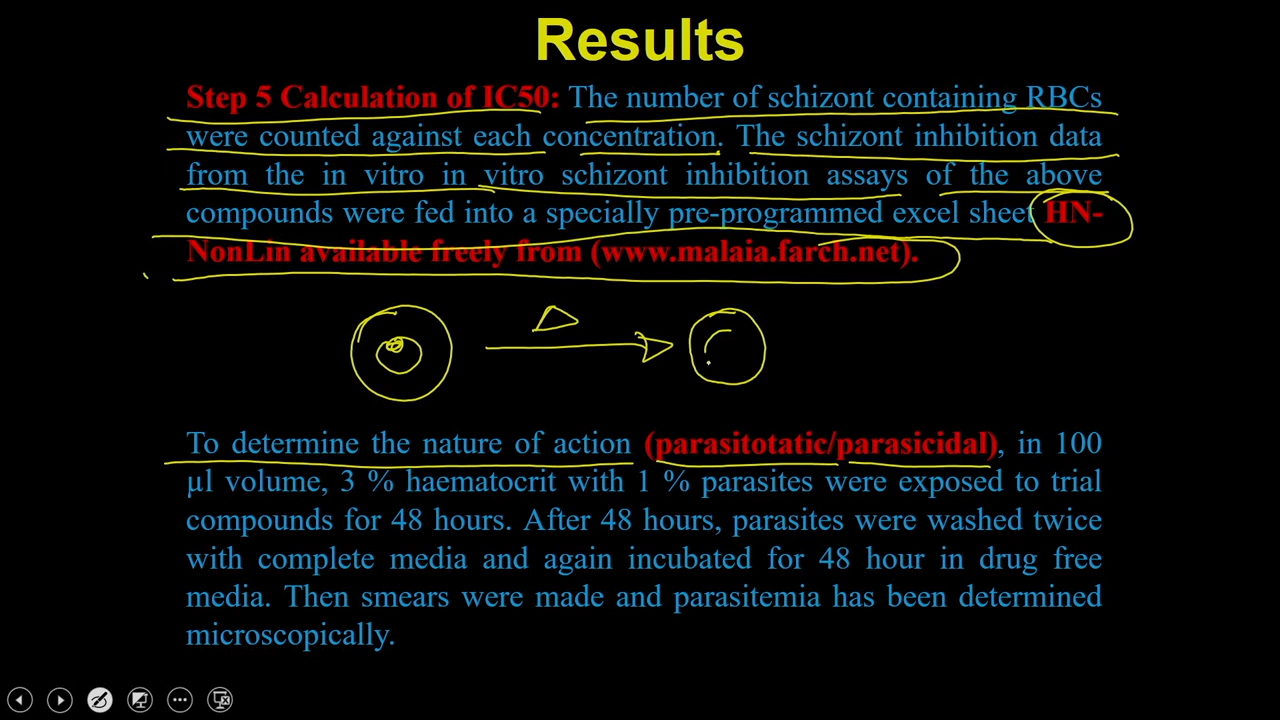 Results
Step 5 Calculation of IC50: The number of schizont containing RBCs
were counted against each concentration. The schizont inhibition data
from the in vitro in vitro schizont inhibition assays of the above
compounds were fed into a specially pre-programmed excel sheet HN-
NonLin available freely from (www.malaia.farch.net).
To determine the nature of action (parasitotatic/parasicidal), in 100
µl volume, 3 % haematocrit with 1 % parasites were exposed to trial
compounds for 48 hours. After 48 hours, parasites were washed twice
with complete media and again incubated for 48 hour in drug free
media. Then smears were made and parasitemia has been determined
microscopically.